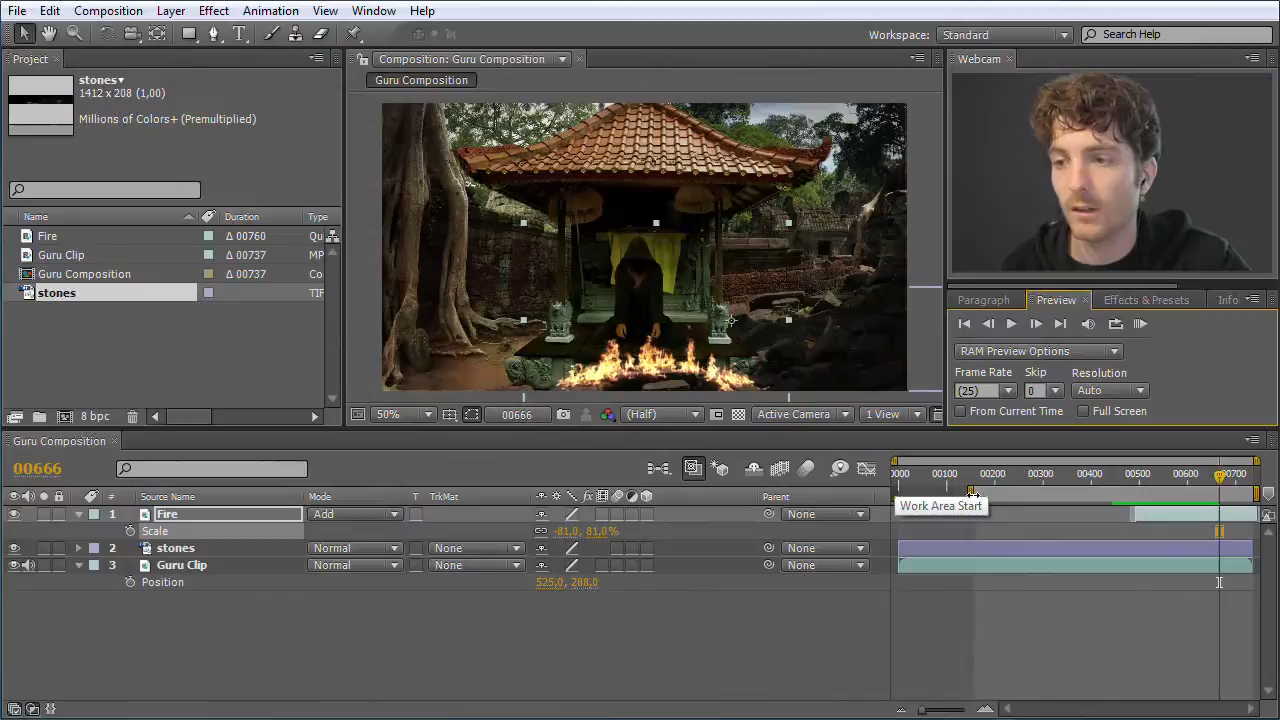 File Edit Composition Layer Effect Animation View Window Help
T Workspace: Standard Search Help
Project Composition: Guru Composition Webcam
stones
1412 x 208 (1,00)
Millions of Colors+ (Premultiplied)
Guru Composition
Name Duration Type
Fire Δ 00760 Qu
Guru Clip Δ 00737 MP
Guru Composition Δ 00737 Co
stones TIF
Paragraph Preview Effects & Presets Info
RAM Preview Options
Frame Rate Skip Resolution
(25) 0 Auto
From Current Time Full Screen
8 bpc 50% 00666 (Half) Active Camera 1 View
Guru Composition
00666
0000 00100 00200 00300 00400 00500 00600 00700
# Source Name Mode T TrkMat Parent
Work Area Start
1 Fire Add None
Scale -81,0, 81,0%
2 stones Normal None None
3 Guru Clip Normal None None
Position 525,0, 288,0